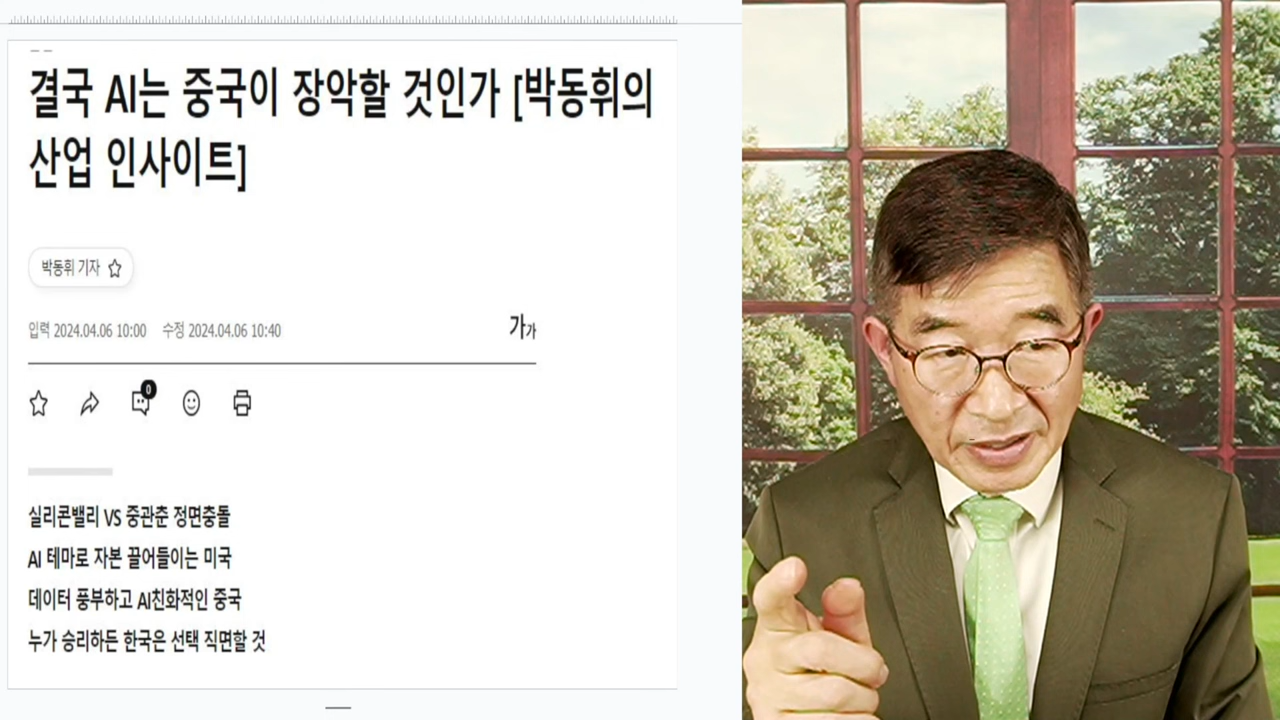 결국 AI는 중국이 장악할 것인가 [박동휘의
산업 인사이트]
박동휘 기자
입력 2024.04.06 10:00 수정 2024.04.06 10:40
가가
0
실리콘밸리 VS 중관춘 정면충돌
AI 테마로 자본 끌어들이는 미국
데이터 풍부하고 AI친화적인 중국
누가 승리하든 한국은 선택 직면할 것